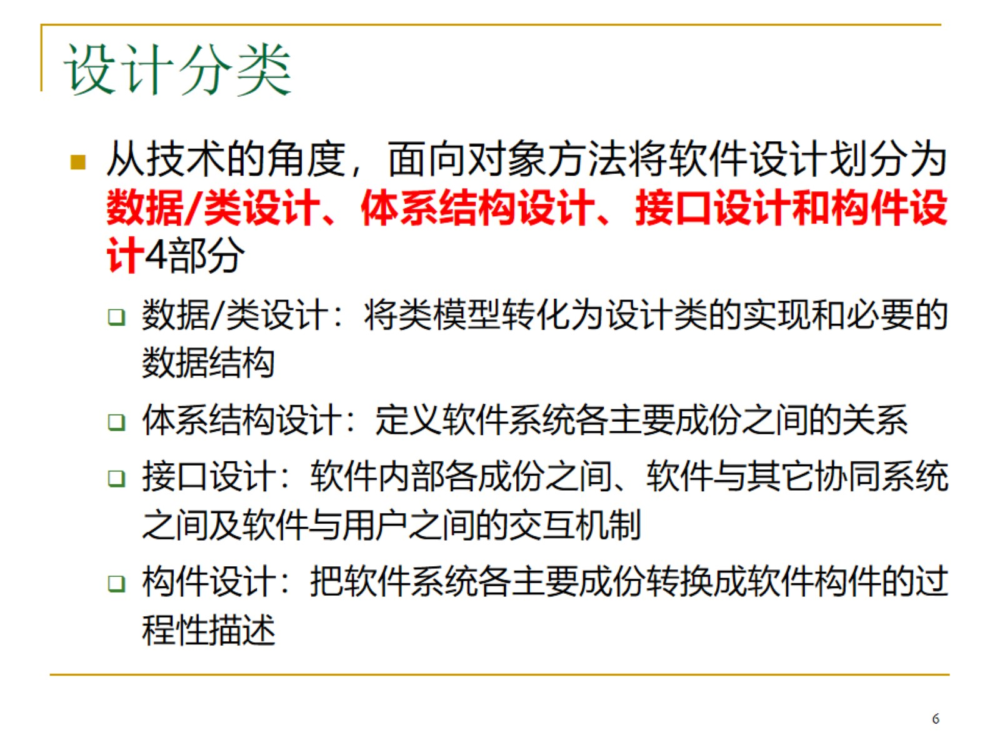 设计分类
从技术的角度，面向对象方法将软件设计划分为
数据/类设计、体系结构设计、接口设计和构件设
计4部分
数据/类设计：将类模型转化为设计类的实现和必要的
数据结构
体系结构设计：定义软件系统各主要成份之间的关系
接口设计：软件内部各成份之间、软件与其它协同系统
之间及软件与用户之间的交互机制
构件设计：把软件系统各主要成份转换成软件构件的过
程性描述
6